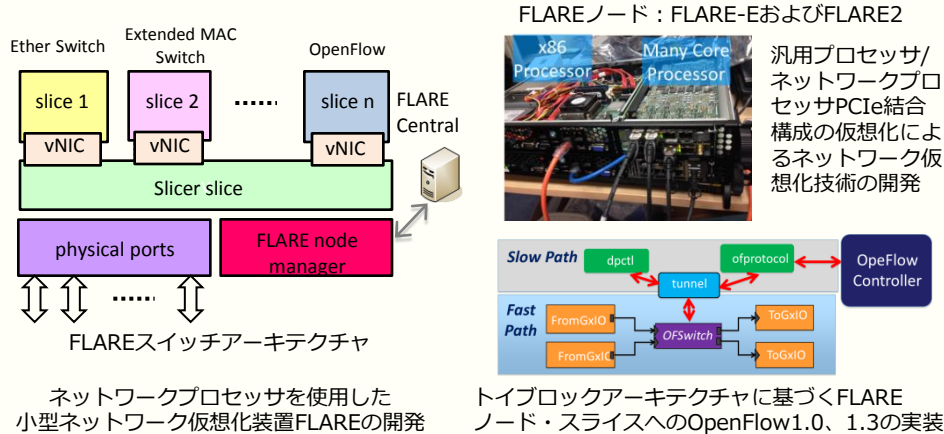 Ether Switch
Extended MAC
Switch
OpenFlow
slice 1
slice 2
slice n
FLARE
Central
vNIC
vNIC
vNIC
Slicer slice
physical ports
FLARE node
manager
FLAREスイッチアーキテクチャ
ネットワークプロセッサを使用した
小型ネットワーク仮想化装置FLAREの開発
FLAREノード：FLARE-EおよびFLARE2
x86
Processor
Many Core
Processor
汎用プロセッサ/
ネットワークプロ
セッサPCIe結合
構成の仮想化によ
るネットワーク仮
想化技術の開発
Slow Path
dpctl
ofprotocol
tunnel
OpeFlow
Controller
Fast
Path
FromGxIO
FromGxIO
OFSwitch
ToGxIO
ToGxIO
トイブロックアーキテクチャに基づくFLARE
ノード・スライスへのOpenFlow1.0、1.3の実装